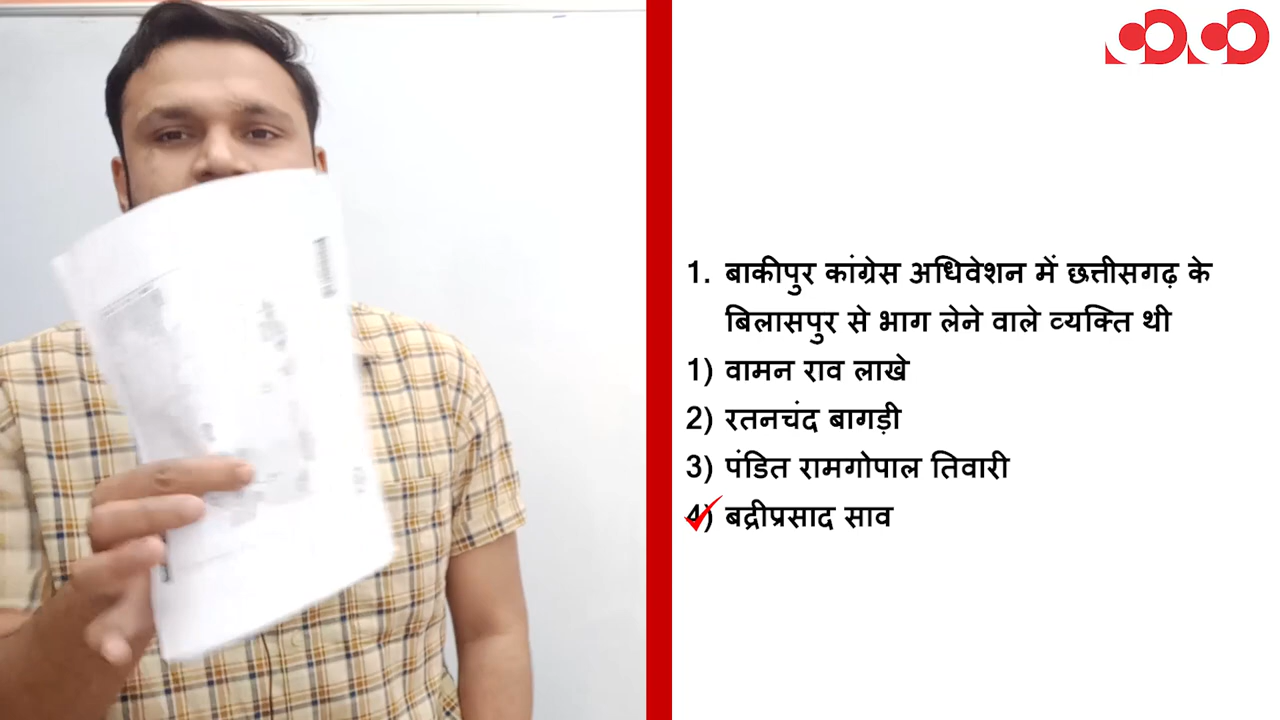 1. बाकीपुर कांग्रेस अधिवेशन में छत्तीसगढ़ के
बिलासपुर से भाग लेने वाले व्यक्ति थी
1) वामन राव लाखे
2) रतनचंद बागड़ी
3) पंडित रामगोपाल तिवारी
4) बद्रीप्रसाद साव